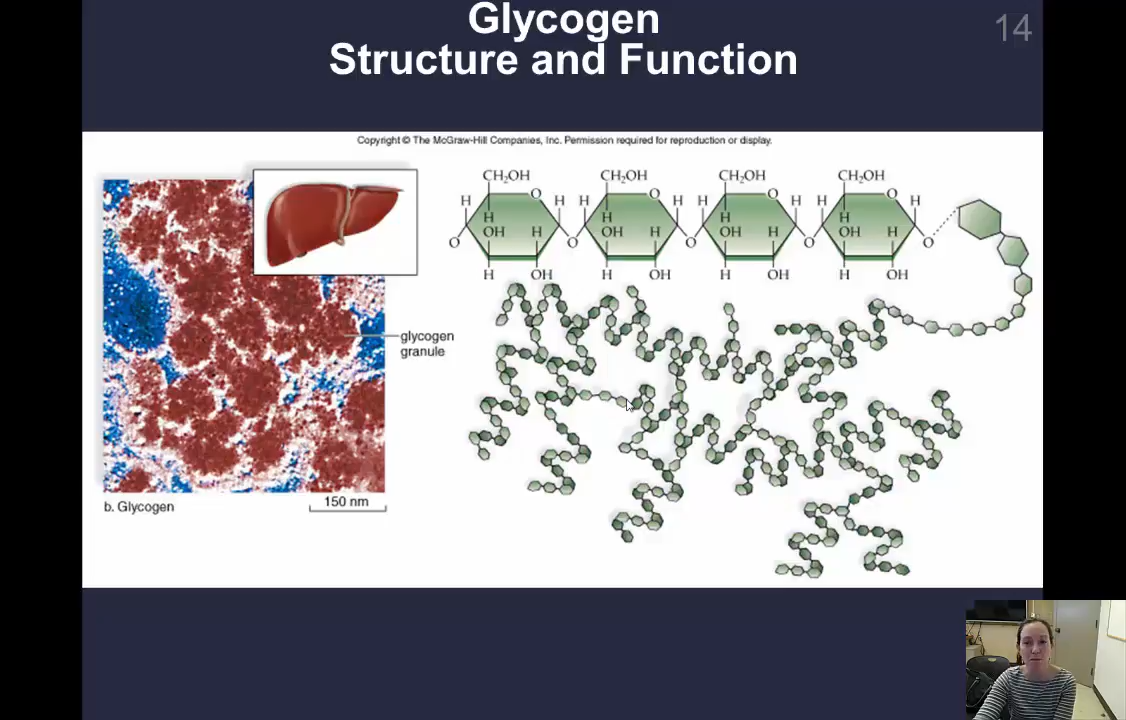 Glycogen
Structure and Function
14
Copyright © The McGraw-Hill Companies, Inc. Permission required for reproduction or display.
CH₂OH CH₂OH CH₂OH CH₂OH
O O O O
H H H H H H H H
H H H H
OH H OH H OH H OH H
O O O O O
H OH H OH H OH H OH
glycogen
granule
b. Glycogen
150 nm